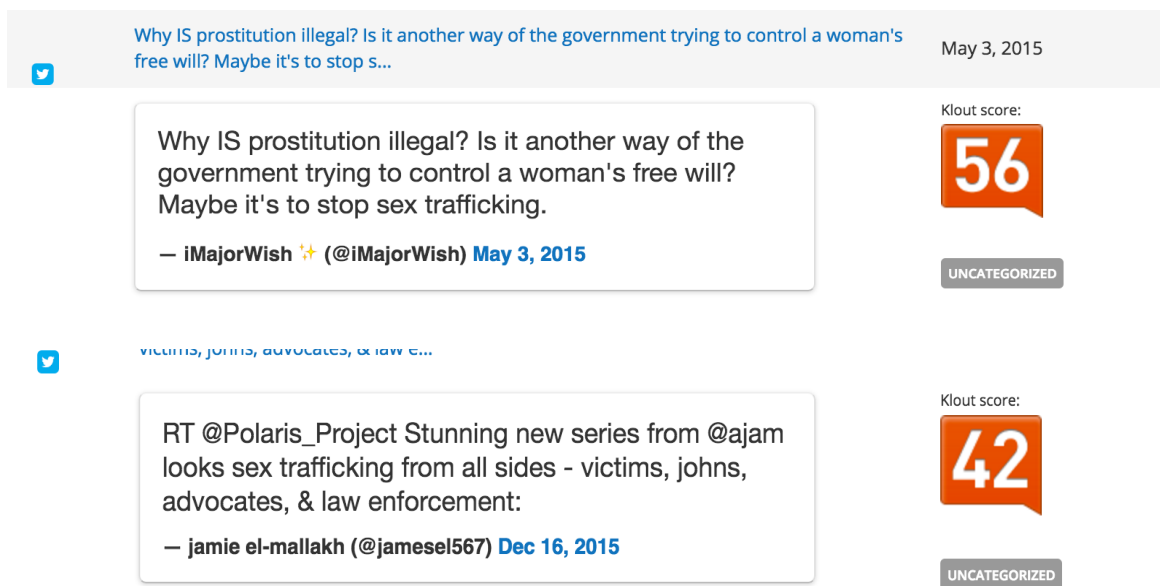 Why IS prostitution illegal? Is it another way of the government trying to control a woman's
free will? Maybe it's to stop s...
May 3, 2015
Why IS prostitution illegal? Is it another way of the
government trying to control a woman's free will?
Maybe it's to stop sex trafficking.
— iMajorWish ✨ (@iMajorWish) May 3, 2015
Klout score:
56
UNCATEGORIZED
victims, johns, advocates, & law e...
RT @Polaris_Project Stunning new series from @ajam
looks sex trafficking from all sides - victims, johns,
advocates, & law enforcement:
— jamie el-mallakh (@jamesel567) Dec 16, 2015
Klout score:
42
UNCATEGORIZED